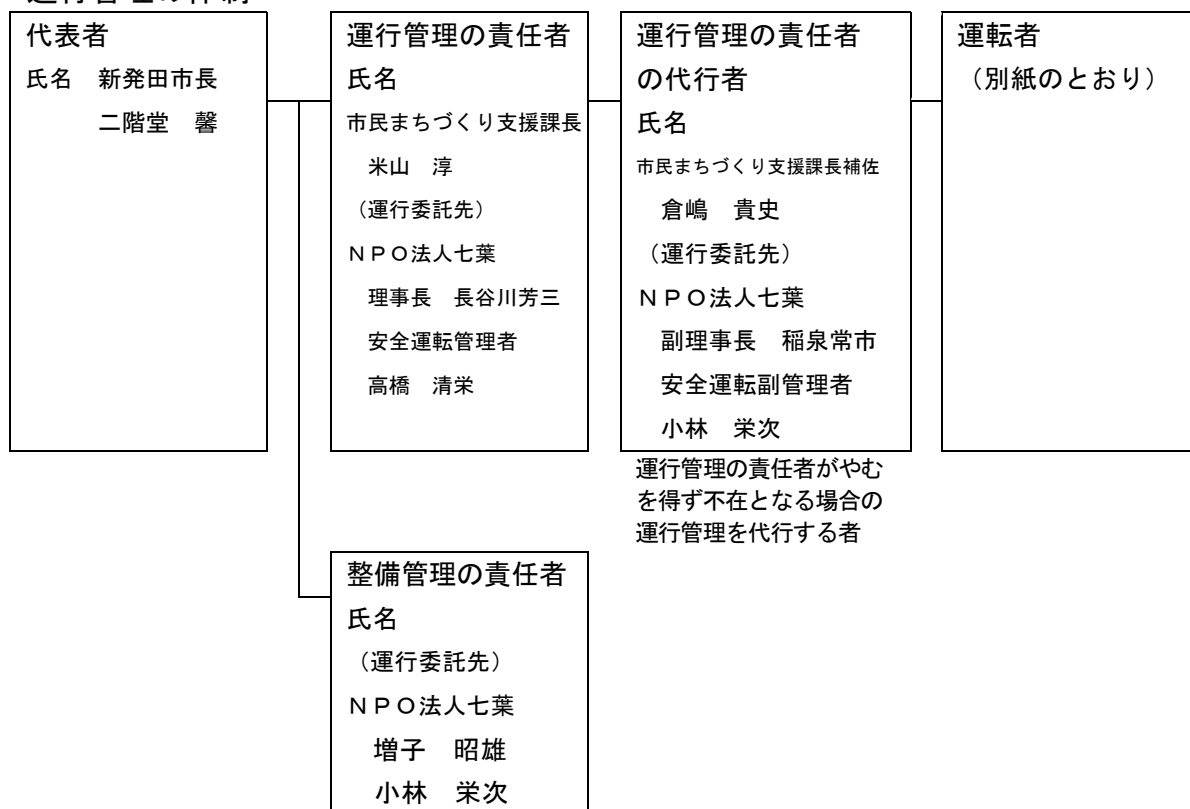 運行管理の体制
代表者
氏名　新発田市長
二階堂　馨
運行管理の責任者
氏名
市民まちづくり支援課長
米山　淳
（運行委託先）
ＮＰＯ法人七葉
理事長　長谷川芳三
安全運転管理者
高橋　清栄
運行管理の責任者
の代行者
氏名
市民まちづくり支援課長補佐
倉嶋　貴史
（運行委託先）
ＮＰＯ法人七葉
副理事長　稲泉常市
安全運転副管理者
小林　栄次
運行管理の責任者がやむ
を得ず不在となる場合の
運行管理を代行する者
運転者
（別紙のとおり）
整備管理の責任者
氏名
（運行委託先）
ＮＰＯ法人七葉
増子　昭雄
小林　栄次